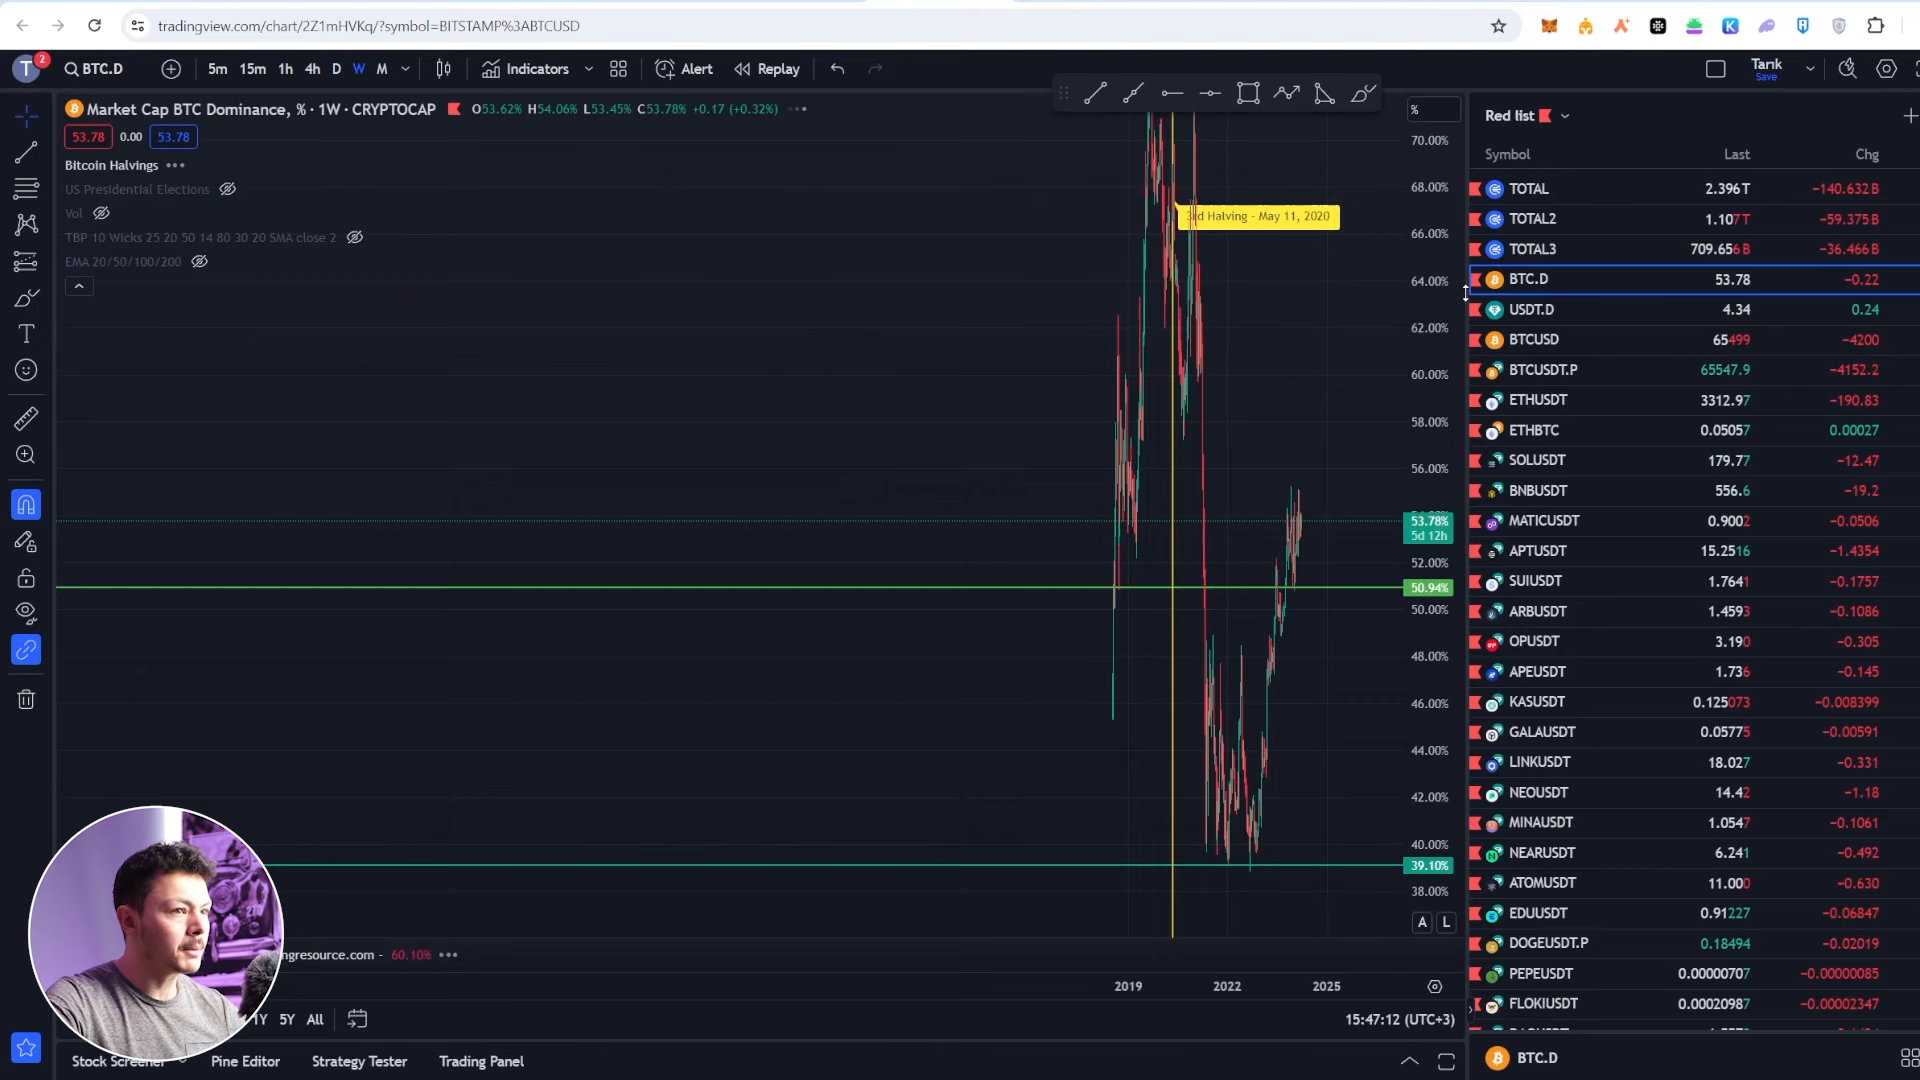 tradingview.com/chart/2Z1mHVKq/?symbol=BITSTAMP%3ABTCUSD
T 2 BTC.D 5m 15m 1h 4h D W M Indicators Alert Replay Tarık
Save
Market Cap BTC Dominance, % · 1W · CRYPTOCAP O53.62% H54.06% L53.45% C53.78% +0.17 (+0.32%)
53.78 0.00 53.78
Bitcoin Halvings
US Presidential Elections
Vol
TBP 10 Wicks 25 20 50 14 80 30 20 SMA close 2
EMA 20/50/100/200
3rd Halving - May 11, 2020
%
70.00%
68.00%
66.00%
64.00%
62.00%
60.00%
58.00%
56.00%
53.78%
5d 12h
52.00%
50.94%
50.00%
48.00%
46.00%
44.00%
42.00%
40.00%
39.10%
38.00%
A L
ngresource.com - 60.10%
2019 2022 2025
1Y 5Y All
15:47:12 (UTC+3)
Stock Screener Pine Editor Strategy Tester Trading Panel
Red list
Symbol Last Chg
TOTAL 2.396T −140.632B
TOTAL2 1.107T −59.375B
TOTAL3 709.656B −36.466B
BTC.D 53.78 −0.22
USDT.D 4.34 0.24
BTCUSD 65499 −4200
BTCUSDT.P 65547.9 −4152.2
ETHUSDT 3312.97 −190.83
ETHBTC 0.05057 0.00027
SOLUSDT 179.77 −12.47
BNBUSDT 556.6 −19.2
MATICUSDT 0.9002 −0.0506
APTUSDT 15.2516 −1.4354
SUIUSDT 1.7641 −0.1757
ARBUSDT 1.4593 −0.1086
OPUSDT 3.190 −0.305
APEUSDT 1.736 −0.145
KASUSDT 0.125073 −0.008399
GALAUSDT 0.05775 −0.00591
LINKUSDT 18.027 −0.331
NEOUSDT 14.42 −1.18
MINAUSDT 1.0547 −0.1061
NEARUSDT 6.241 −0.492
ATOMUSDT 11.000 −0.630
EDUUSDT 0.91227 −0.06847
DOGEUSDT.P 0.18494 −0.02019
PEPEUSDT 0.00000707 −0.00000085
FLOKIUSDT 0.00020987 −0.00002347
BTC.D